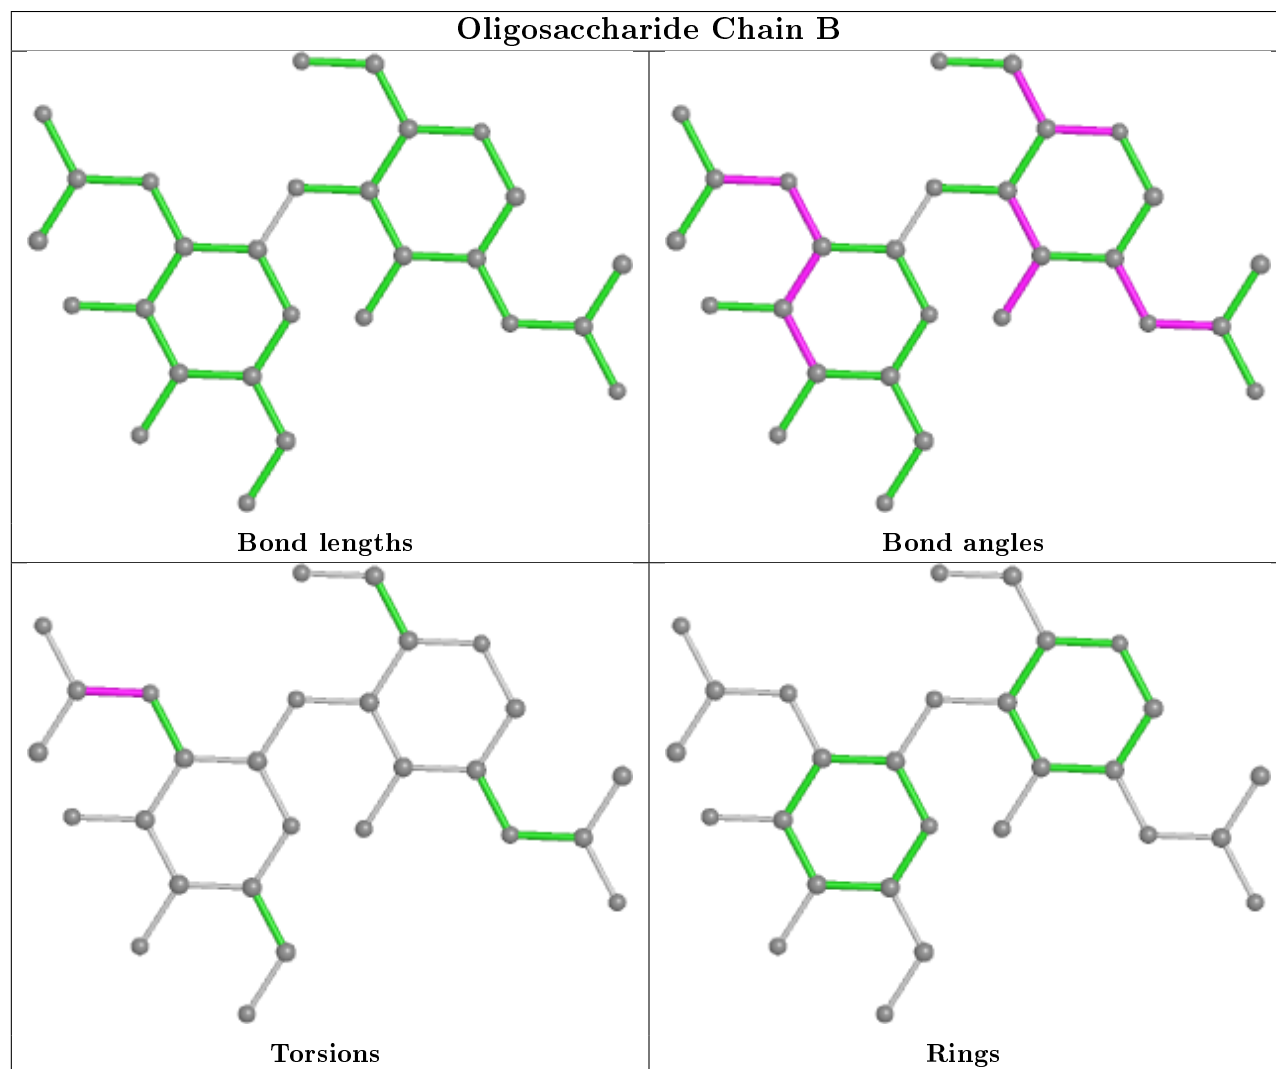 Oligosaccharide Chain B
Bond lengths
Bond angles
Torsions
Rings